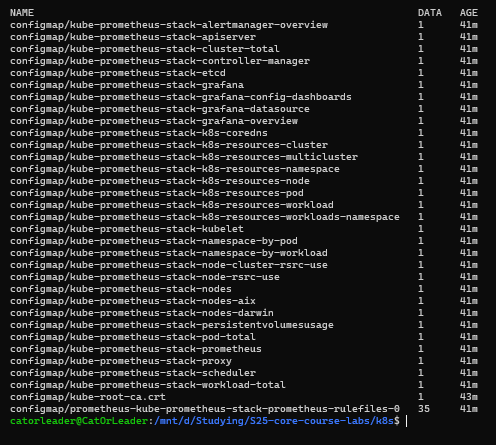 NAME DATA AGE
configmap/kube-prometheus-stack-alertmanager-overview 1 41m
configmap/kube-prometheus-stack-apiserver 1 41m
configmap/kube-prometheus-stack-cluster-total 1 41m
configmap/kube-prometheus-stack-controller-manager 1 41m
configmap/kube-prometheus-stack-etcd 1 41m
configmap/kube-prometheus-stack-grafana 1 41m
configmap/kube-prometheus-stack-grafana-config-dashboards 1 41m
configmap/kube-prometheus-stack-grafana-datasource 1 41m
configmap/kube-prometheus-stack-grafana-overview 1 41m
configmap/kube-prometheus-stack-k8s-coredns 1 41m
configmap/kube-prometheus-stack-k8s-resources-cluster 1 41m
configmap/kube-prometheus-stack-k8s-resources-multicluster 1 41m
configmap/kube-prometheus-stack-k8s-resources-namespace 1 41m
configmap/kube-prometheus-stack-k8s-resources-node 1 41m
configmap/kube-prometheus-stack-k8s-resources-pod 1 41m
configmap/kube-prometheus-stack-k8s-resources-workload 1 41m
configmap/kube-prometheus-stack-k8s-resources-workloads-namespace 1 41m
configmap/kube-prometheus-stack-kubelet 1 41m
configmap/kube-prometheus-stack-namespace-by-pod 1 41m
configmap/kube-prometheus-stack-namespace-by-workload 1 41m
configmap/kube-prometheus-stack-node-cluster-rsrc-use 1 41m
configmap/kube-prometheus-stack-node-rsrc-use 1 41m
configmap/kube-prometheus-stack-nodes 1 41m
configmap/kube-prometheus-stack-nodes-aix 1 41m
configmap/kube-prometheus-stack-nodes-darwin 1 41m
configmap/kube-prometheus-stack-persistentvolumesusage 1 41m
configmap/kube-prometheus-stack-pod-total 1 41m
configmap/kube-prometheus-stack-prometheus 1 41m
configmap/kube-prometheus-stack-proxy 1 41m
configmap/kube-prometheus-stack-scheduler 1 41m
configmap/kube-prometheus-stack-workload-total 1 41m
configmap/kube-root-ca.crt 1 43m
configmap/prometheus-kube-prometheus-stack-prometheus-rulefiles-0 35 41m
catorleader@CatOrLeader:/mnt/d/Studying/S25-core-course-labs/k8s$